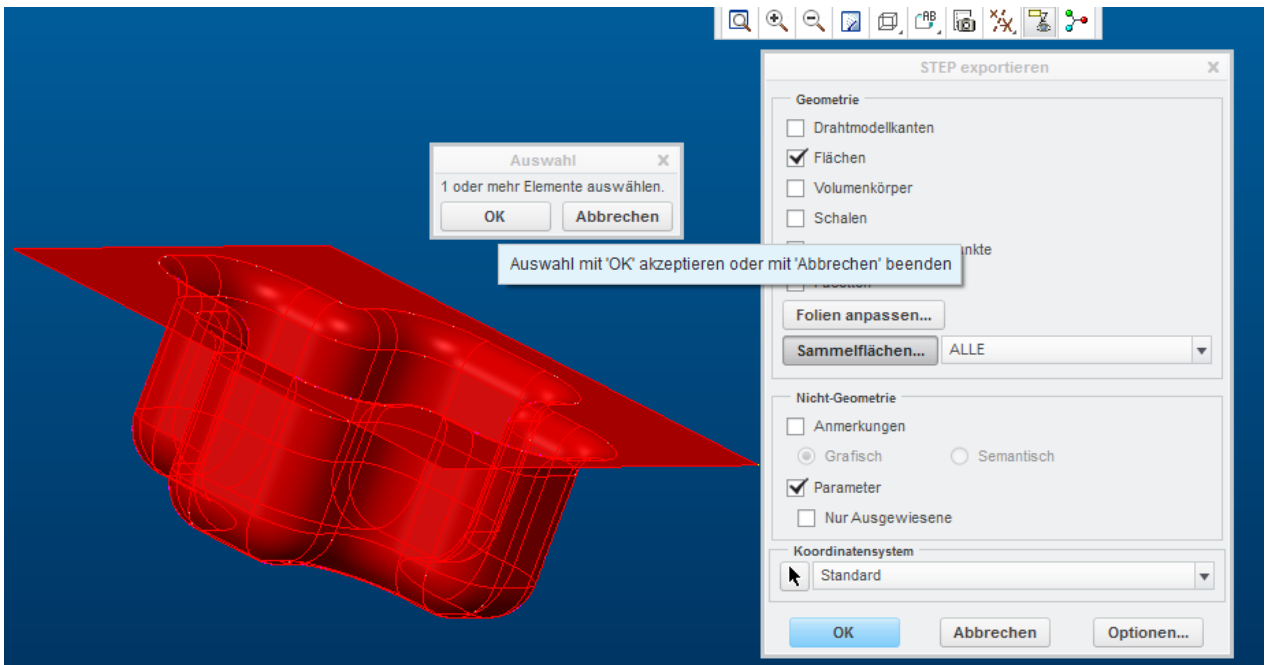 STEP exportieren
Geometrie
Drahtmodellkanten
Flächen
Volumenkörper
Schalen
Auswahl
1 oder mehr Elemente auswählen.
OK
Abbrechen
Auswahl mit 'OK' akzeptieren oder mit 'Abbrechen' beenden
Folien anpassen...
Sammelflächen...
ALLE
Nicht-Geometrie
Anmerkungen
Grafisch
Semantisch
Parameter
Nur Ausgewiesene
Koordinatensystem
Standard
OK
Abbrechen
Optionen...